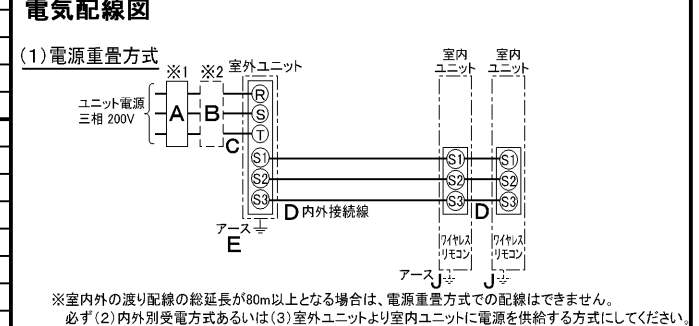 電気配線図
(1)電源重畳方式
※1 ※2 室外ユニット
室内
ユニット
室内
ユニット
ユニット電源
三相 200V
A
B
C
R
S
T
S1
S2
S3
S1
S2
S3
S1
S2
S3
D 内外接続線
D
アース
E
ワイヤレス
リモコン
ワイヤレス
リモコン
アース J
J
※室内外の渡り配線の総延長が80m以上となる場合は、電源重畳方式での配線はできません。
必ず(2)内外別受電方式あるいは(3)室外ユニットより室内ユニットに電源を供給する方式にしてください。